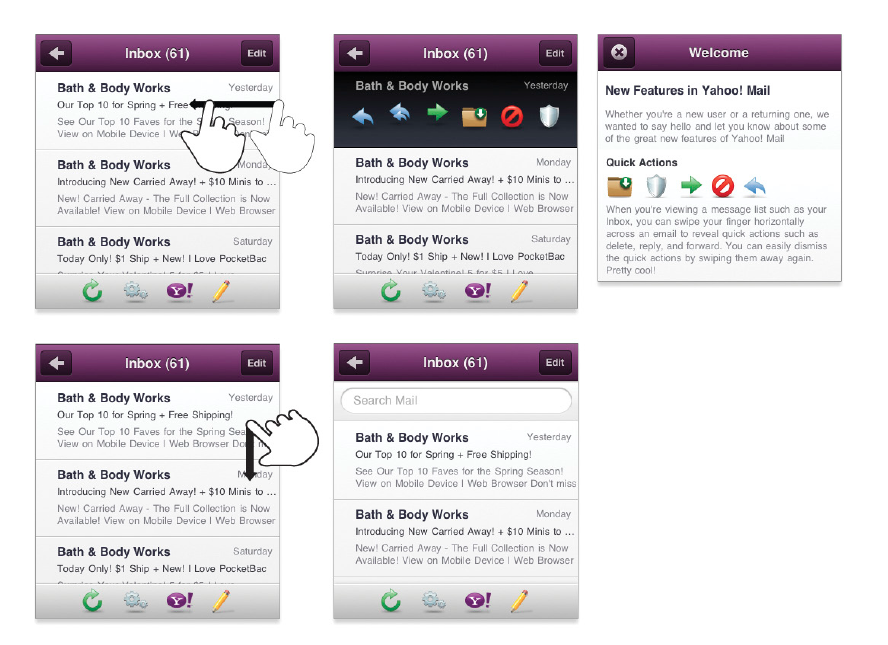 Inbox (61)
Edit
Bath & Body Works
Yesterday
Our Top 10 for Spring + Free
See Our Top 10 Faves for the Season!
View on Mobile Device | We
Bath & Body Works
Monday
Introducing New Carried Away! + $10 Minis to ...
New! Carried Away - The Full Collection is Now
Available! View on Mobile Device | Web Browser
Bath & Body Works
Saturday
Today Only! $1 Ship + New! I Love PocketBac
Y!
Inbox (61)
Edit
Bath & Body Works
Yesterday
Bath & Body Works
Monday
Introducing New Carried Away! + $10 Minis to ...
New! Carried Away - The Full Collection is Now
Available! View on Mobile Device | Web Browser
Bath & Body Works
Saturday
Today Only! $1 Ship + New! I Love PocketBac
Surprise Your Valentine! 5 for $5 I Love
Y!
Welcome
New Features in Yahoo! Mail
Whether you're a new user or a returning one, we
wanted to say hello and let you know about some
of the great new features of Yahoo! Mail
Quick Actions
When you're viewing a message list such as your
Inbox, you can swipe your finger horizontally
across an email to reveal quick actions such as
delete, reply, and forward. You can easily dismiss
the quick actions by swiping them away again.
Pretty cool!
Inbox (61)
Edit
Bath & Body Works
Yesterday
Our Top 10 for Spring + Free Shipping!
See Our Top 10 Faves for the Spring Sea
View on Mobile Device | Web Browser Do
Bath & Body Works
Monday
Introducing New Carried Away! + $10 Minis to ...
New! Carried Away - The Full Collection is Now
Available! View on Mobile Device | Web Browser
Bath & Body Works
Saturday
Today Only! $1 Ship + New! I Love PocketBac
Y!
Inbox (61)
Edit
Search Mail
Bath & Body Works
Yesterday
Our Top 10 for Spring + Free Shipping!
See Our Top 10 Faves for the Spring Season!
View on Mobile Device | Web Browser Don't miss
Bath & Body Works
Monday
Introducing New Carried Away! + $10 Minis to ...
New! Carried Away - The Full Collection is Now
Available! View on Mobile Device | Web Browser
Y!